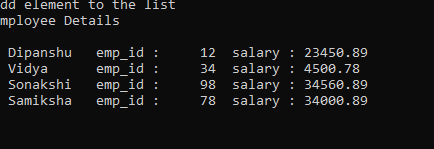 dd element to the list
mployee Details
Dipanshu emp_id : 12 salary : 23450.89
Vidya emp_id : 34 salary : 4500.78
Sonakshi emp_id : 98 salary : 34560.89
Samiksha emp_id : 78 salary : 34000.89